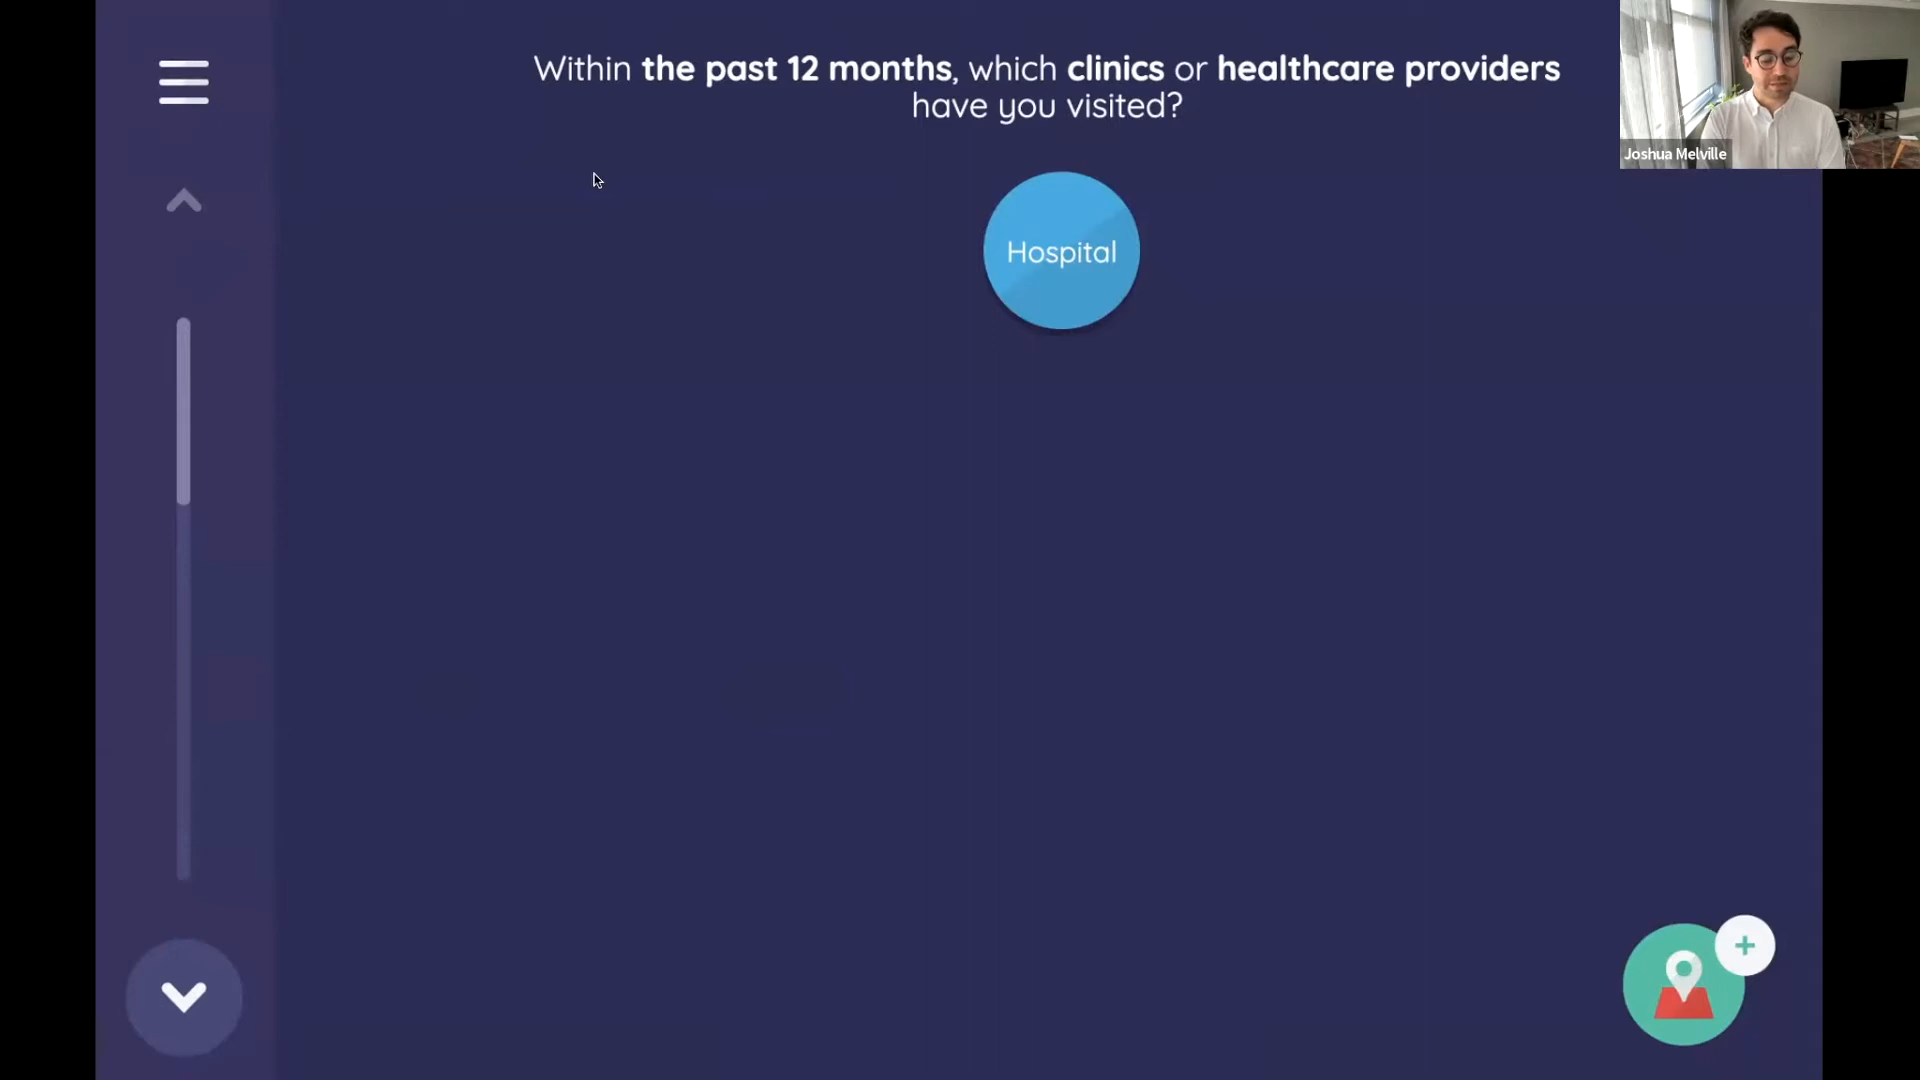 Within the past 12 months, which clinics or healthcare providers
have you visited?
Joshua Melville
Hospital